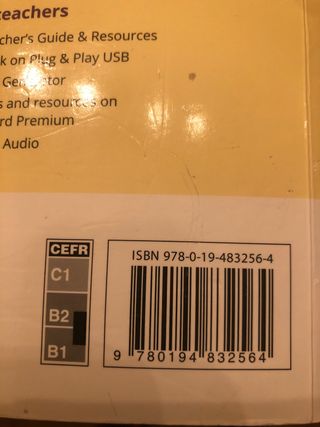 teachers
cher's Guide & Resources
k on Plug & Play USB
Generator
s and resources on
rd Premium
Audio
CEFR
C1
B2
B1
ISBN 978-0-19-483256-4
9 780194 832564